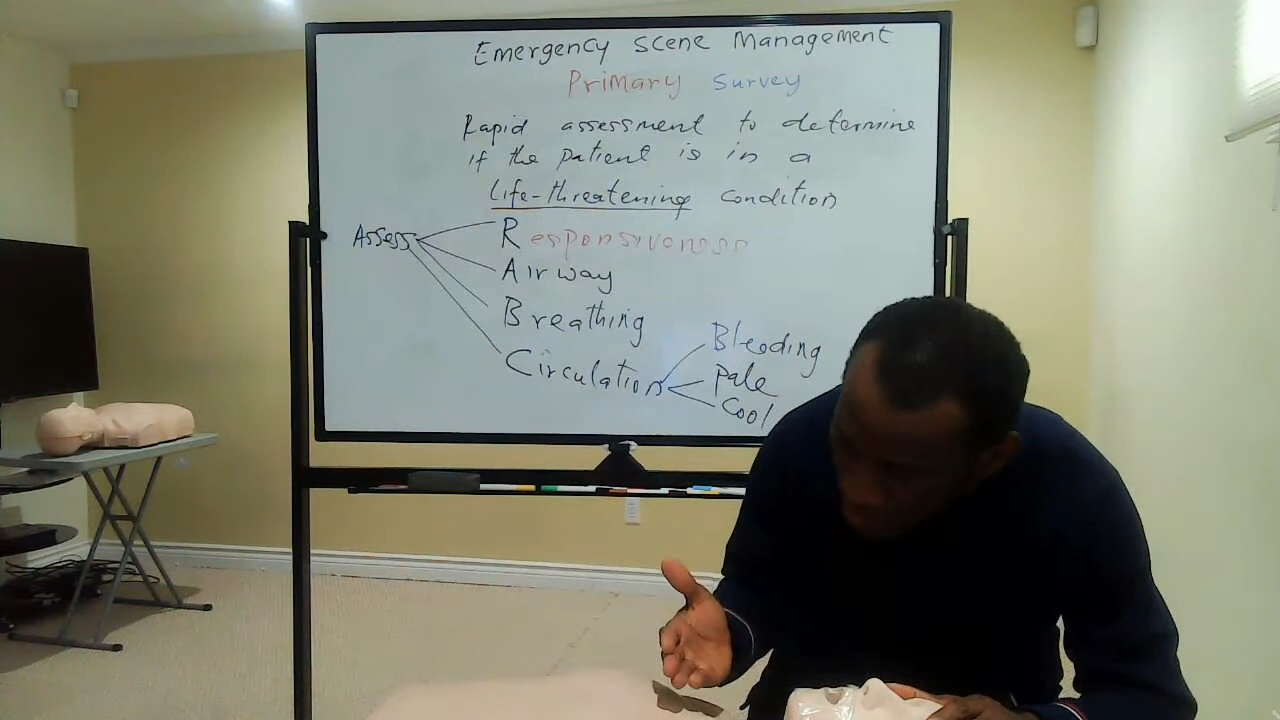 Emergency scene Management
Primary Survey
Rapid assessment to determine
if the patient is in a
life-threatening condition
Assess
Responsiveness
Airway
Breathing
Circulation
Bleeding
Pale
Cool